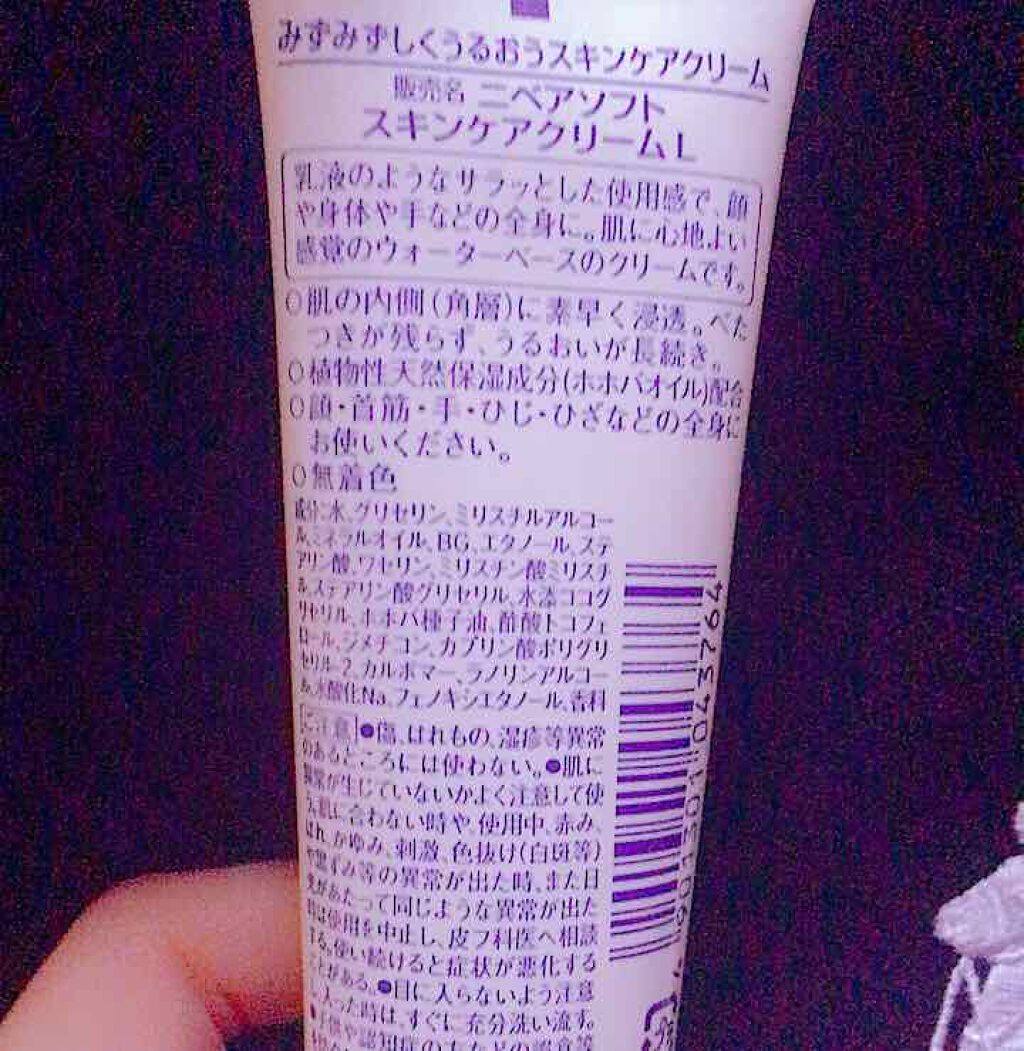 みずみずしくうるおうスキンケアクリーム
販売名 ニベアソフト
スキンケアクリームL
乳液のようなサラッとした使用感で、顔
や身体や手などの全身に。肌に心地よい
感覚のウォーターベースのクリームです。
○肌の内側(角層)に素早く浸透。べた
つきが残らず、うるおいが長続き。
○植物性天然保湿成分(ホホバオイル)配合
○顔・首筋・手・ひじ・ひざなどの全身に
お使いください。
○無着色
成分:水、グリセリン、ミリスチルアルコー
ル、ミネラルオイル、BG、エタノール、ステ
アリン酸、ワセリン、ミリスチン酸ミリスチ
ル、ステアリン酸グリセリル、水添ココグ
リセリル、ホホバ種子油、酢酸トコフェ
ロール、ジメチコン、カプリン酸ポリグリ
セリル-2、カルボマー、ラノリンアルコー
ル、水酸化Na、フェノキシエタノール、香料
ご注意 ●傷、はれもの、湿疹等異常
のあるところには使わない。●肌に
異常が生じていないかよく注意して使
う。肌に合わない時や、使用中、赤み、
はれ、かゆみ、刺激、色抜け(白斑等)
や黒ずみ等の異常が出た時、また日
光があたって同じような異常が出た
時は使用を中止し、皮フ科医へ相談
する。使い続けると症状が悪化する
ことがある。●目に入らないよう注意
し、入った時は、すぐに充分洗い流す。
や認知症の方などの誤食等